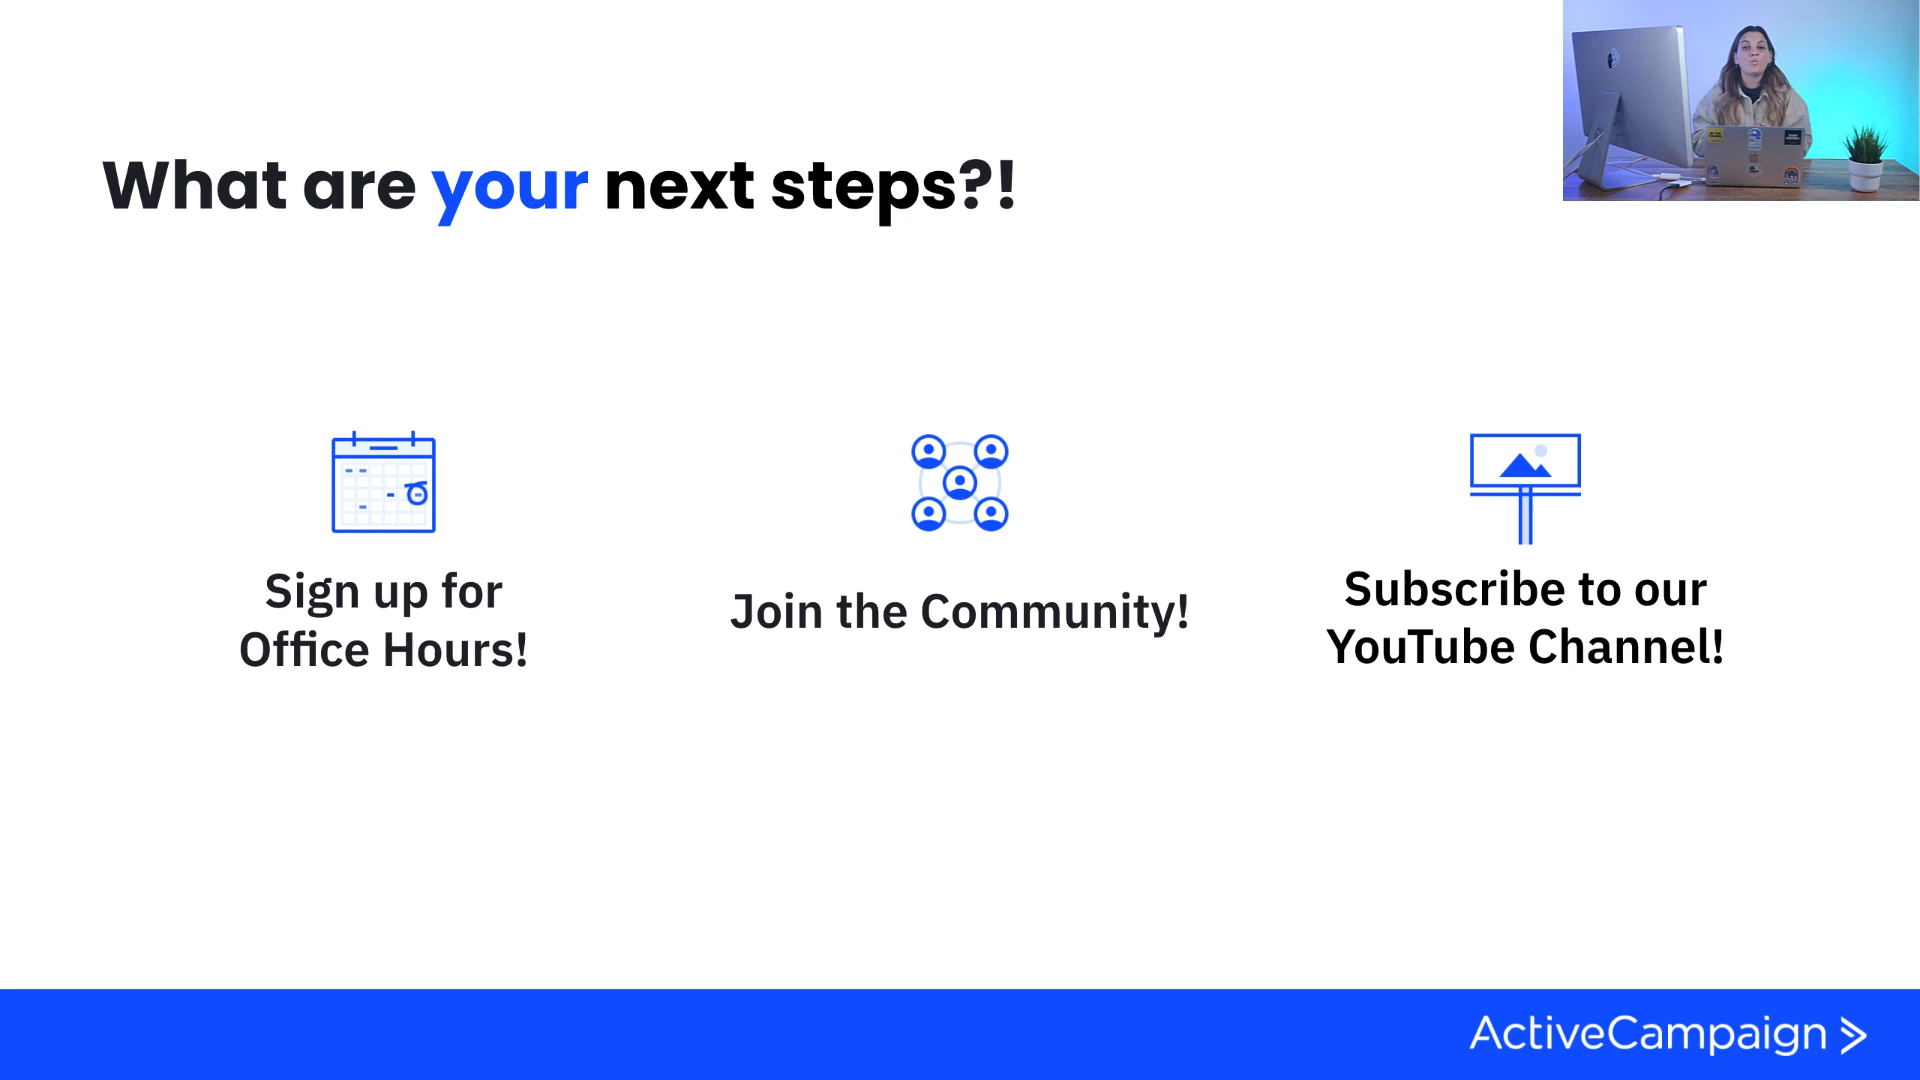 What are your next steps?!
Sign up for
Office Hours!
Join the Community!
Subscribe to our
YouTube Channel!
ActiveCampaign